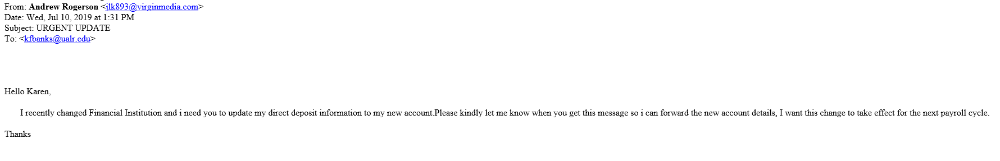 From: Andrew Rogerson <jlk893@virginmedia.com>
Date: Wed, Jul 10, 2019 at 1:31 PM
Subject: URGENT UPDATE
To: <kfbanks@ualr.edu>
Hello Karen,
I recently changed Financial Institution and i need you to update my direct deposit information to my new account.Please kindly let me know when you get this message so i can forward the new account details, I want this change to take effect for the next payroll cycle.
Thanks